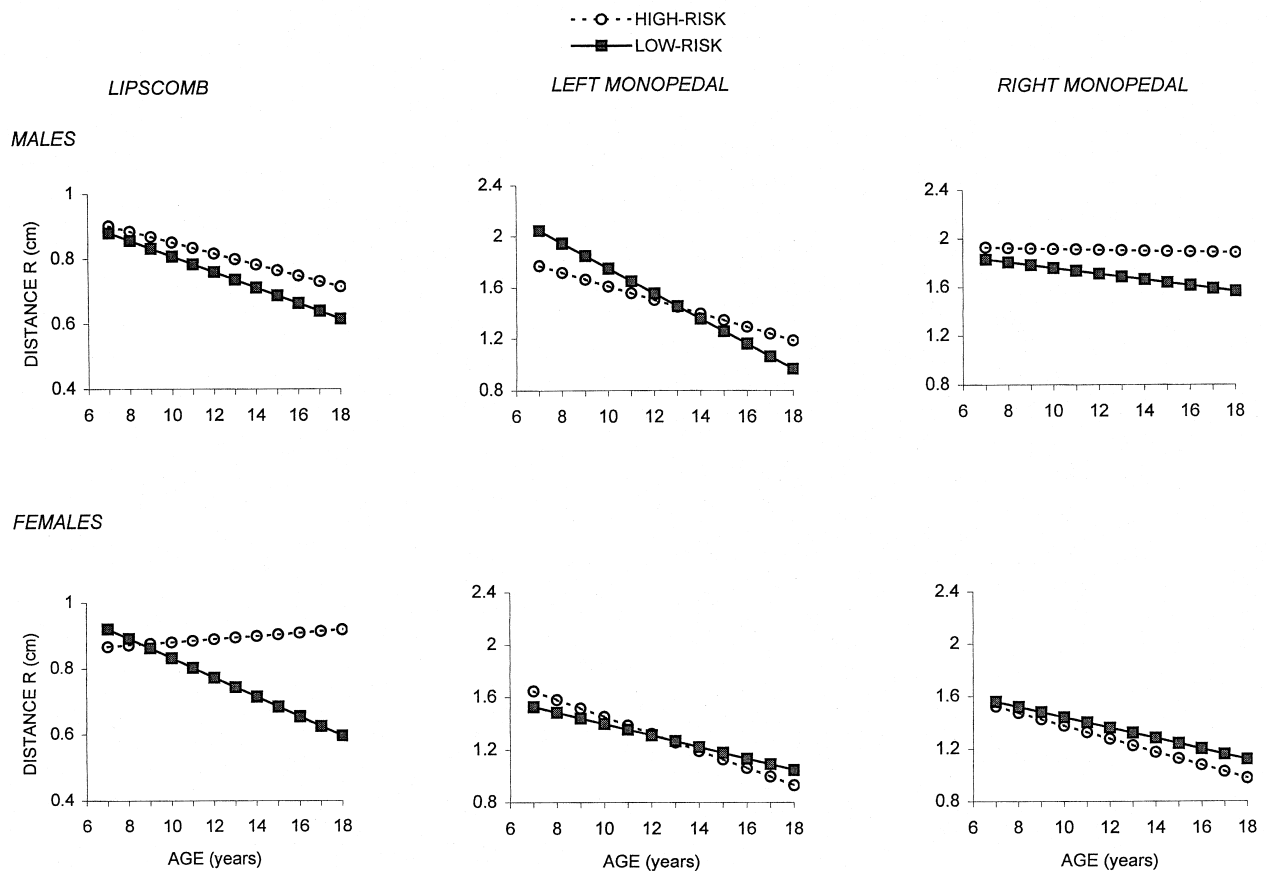 HIGH-RISK
LOW-RISK
LIPSCOMB
LEFT MONOPEDAL
RIGHT MONOPEDAL
MALES
DISTANCE R (cm)
1
0.8
0.6
0.4
6 8 10 12 14 16 18
2.4
2
1.6
1.2
0.8
6 8 10 12 14 16 18
2.4
2
1.6
1.2
0.8
6 8 10 12 14 16 18
FEMALES
DISTANCE R (cm)
1
0.8
0.6
0.4
6 8 10 12 14 16 18
AGE (years)
2.4
2
1.6
1.2
0.8
6 8 10 12 14 16 18
AGE (years)
2.4
2
1.6
1.2
0.8
6 8 10 12 14 16 18
AGE (years)